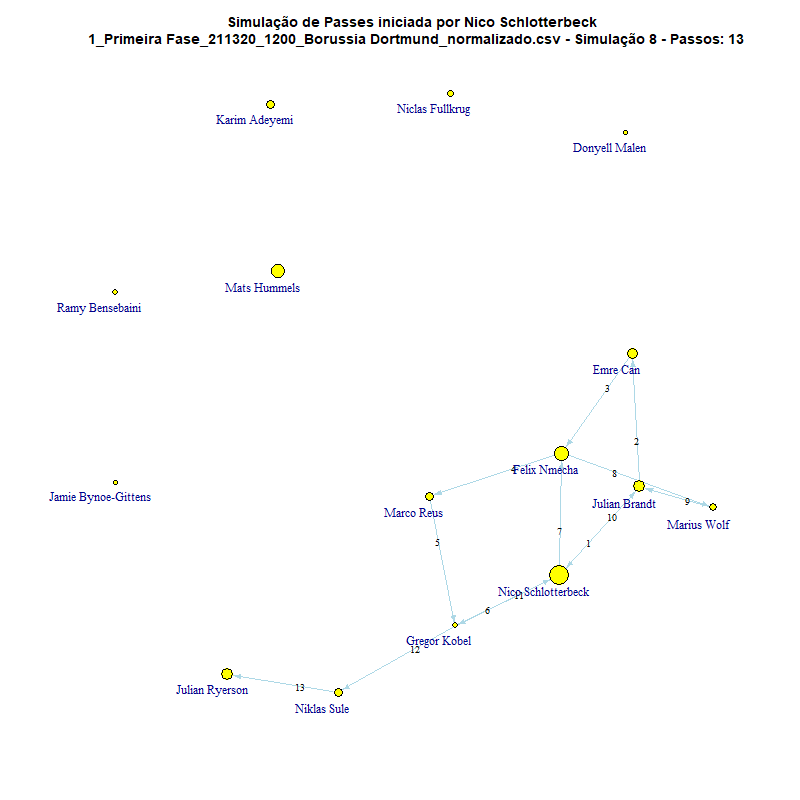 Simulação de Passes iniciada por Nico Schlotterbeck
1_Primeira Fase_211320_1200_Borussia Dortmund_normalizado.csv - Simulação 8 - Passos: 13
Niclas Fullkrug
Karim Adeyemi
Donyell Malen
Mats Hummels
Ramy Bensebaini
Emre Can
3
2
4
Felix Nmecha
8
Jamie Bynoe-Gittens
Julian Brandt
9
Marco Reus
10
Marius Wolf
7
5
1
Nico Schlotterbeck
11
6
Gregor Kobel
12
Julian Ryerson
13
Niklas Sule